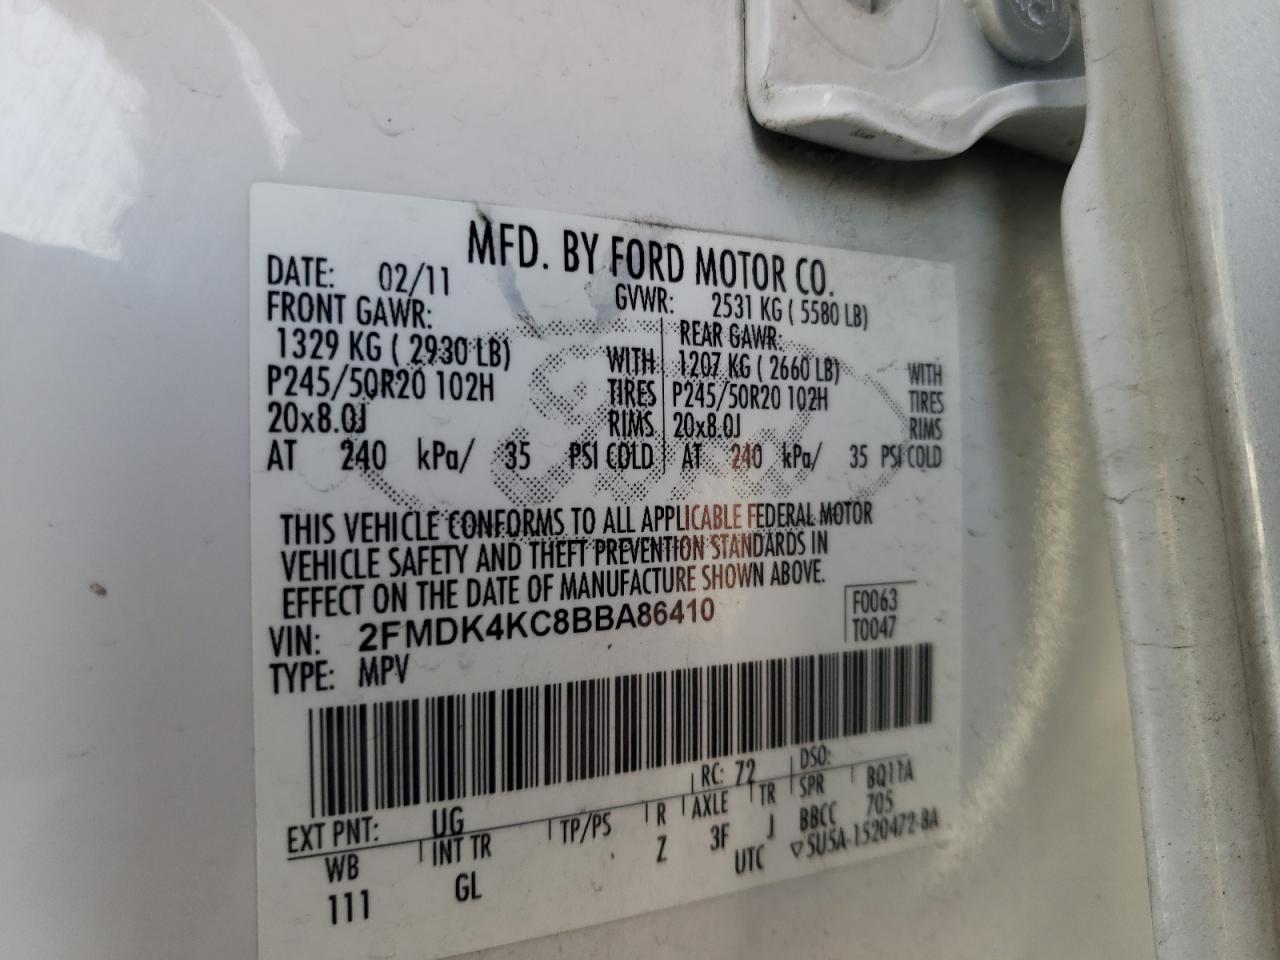 MFD. BY FORD MOTOR CO.
DATE: 02/11 GVWR: 2531 KG ( 5580 LB)
FRONT GAWR: REAR GAWR:
1329 KG ( 2930 LB) WITH 1207 KG ( 2660 LB) WITH
P245/50R20 102H TIRES P245/50R20 102H TIRES
20x8.0J RIMS 20x8.0J RIMS
AT 240 kPa/ 35 PSI COLD AT 240 kPa/ 35 PSI COLD
THIS VEHICLE CONFORMS TO ALL APPLICABLE FEDERAL MOTOR
VEHICLE SAFETY AND THEFT PREVENTION STANDARDS IN
EFFECT ON THE DATE OF MANUFACTURE SHOWN ABOVE.
VIN: 2FMDK4KC8BBA86410 F0063
TYPE: MPV T0047
EXT PNT: UG RC: 72 DSO:
WB INT TR TP/PS R AXLE TR SPR BQ11A
111 GL Z 3F J BBCC 705
UTC ▽5U5A-1520472-BA